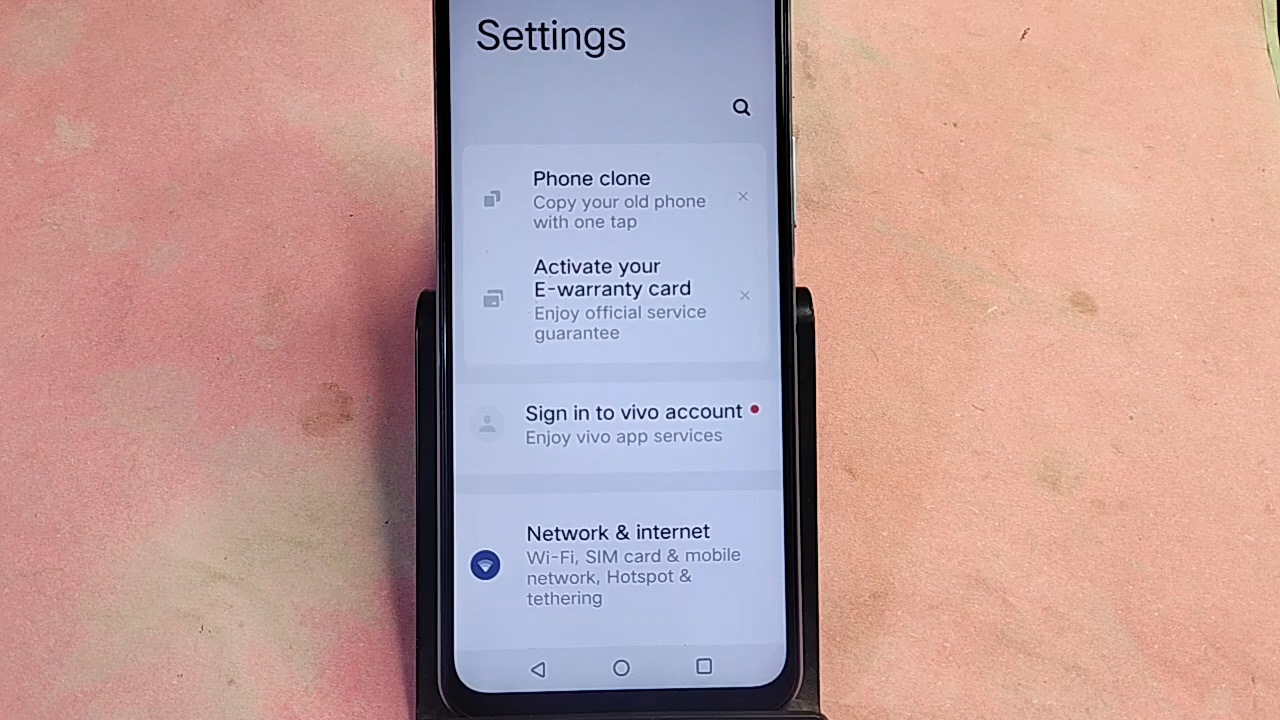 Settings
Phone clone
Copy your old phone
with one tap
Activate your
E-warranty card
Enjoy official service
guarantee
Sign in to vivo account
Enjoy vivo app services
Network & internet
Wi-Fi, SIM card & mobile
network, Hotspot &
tethering